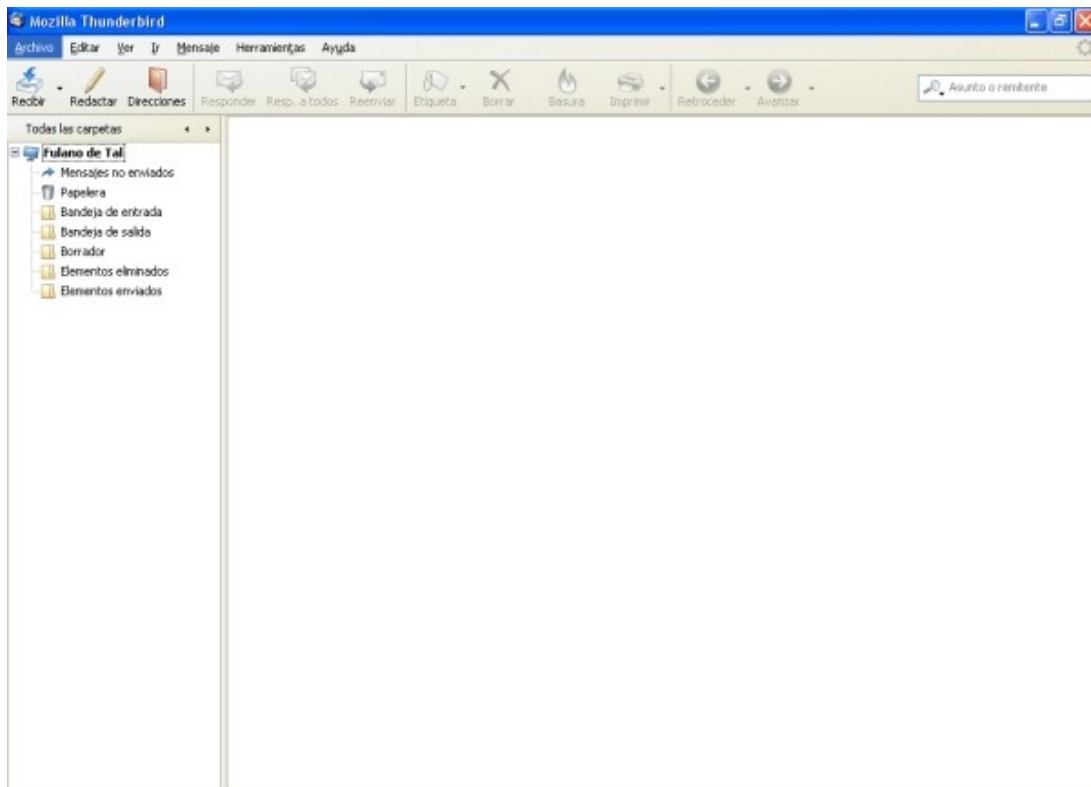 Mozilla Thunderbird
Archivo Editar Ver Ir Mensaje Herramientas Ayuda
Recibir Redactar Direcciones Responder Resp. a todos Reenviar Etiqueta Borrar Basura Imprimir Retroceder Avanzar Asunto o remitente
Todas las carpetas
Fulano de Tal
Mensajes no enviados
Papelera
Bandeja de entrada
Bandeja de salida
Borrador
Elementos eliminados
Elementos enviados